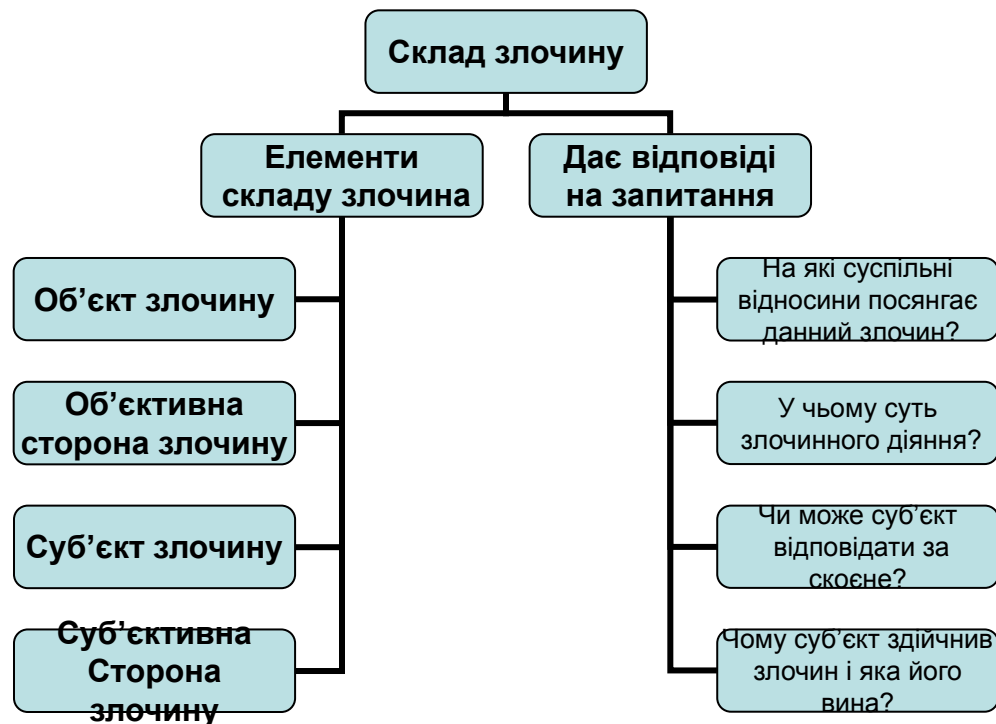 Склад злочину
Елементи
складу злочина
Дає відповіді
на запитання
Об’єкт злочину
На які суспільні
відносини посянгає
данний злочин?
Об’єктивна
сторона злочину
У чьому суть
злочинного діяння?
Суб’єкт злочину
Чи може суб’єкт
відповідати за
скоєне?
Суб’єктивна
Сторона
злочину
Чому суб’єкт здійчнив
злочин і яка його
вина?